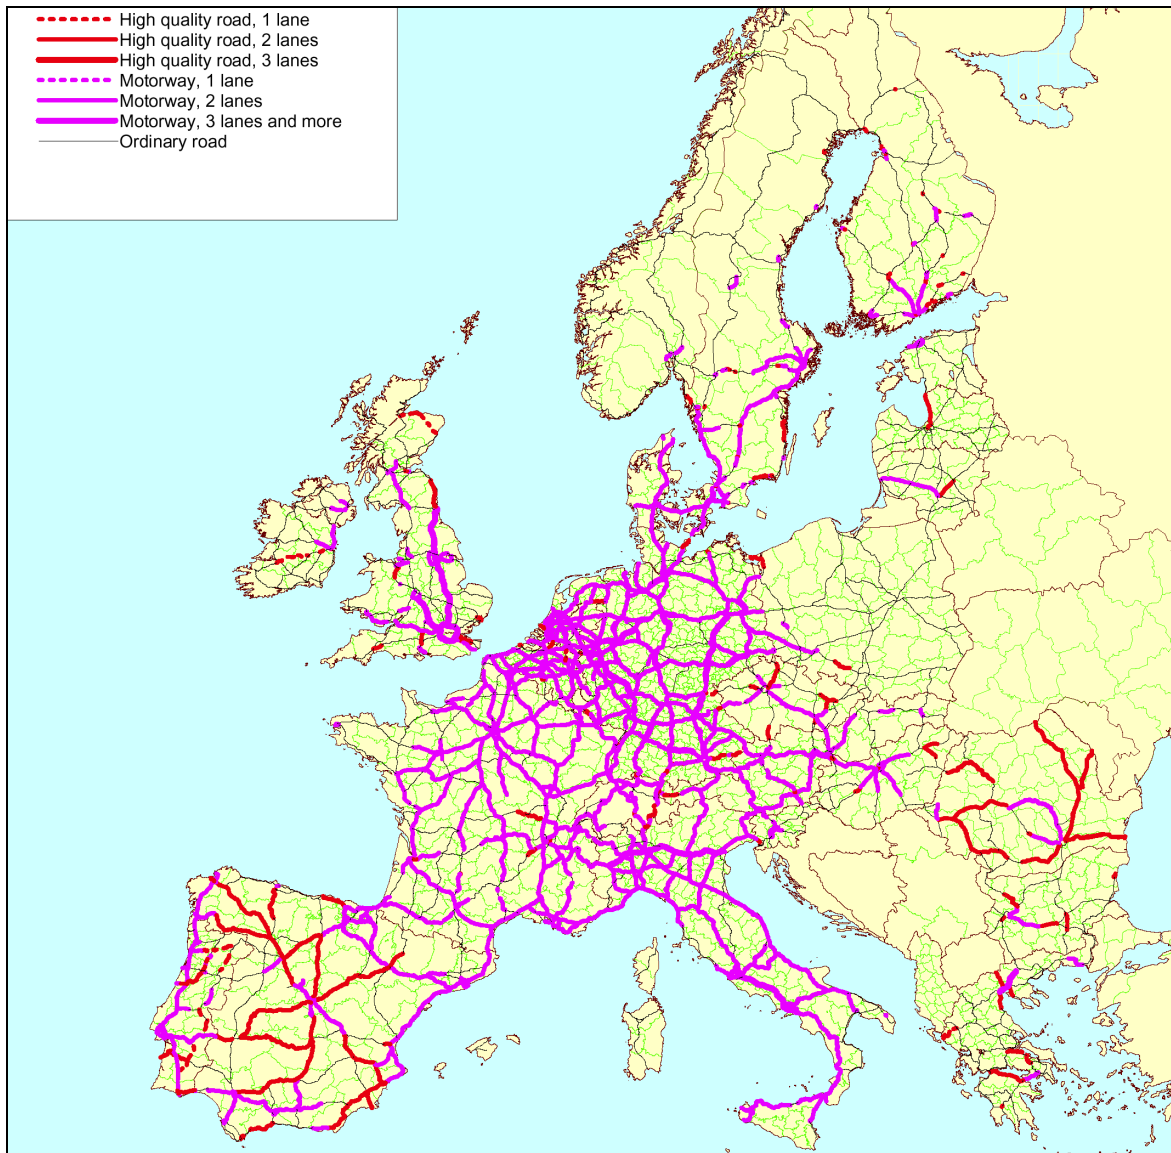 High quality road, 1 lane
High quality road, 2 lanes
High quality road, 3 lanes
Motorway, 1 lane
Motorway, 2 lanes
Motorway, 3 lanes and more
Ordinary road